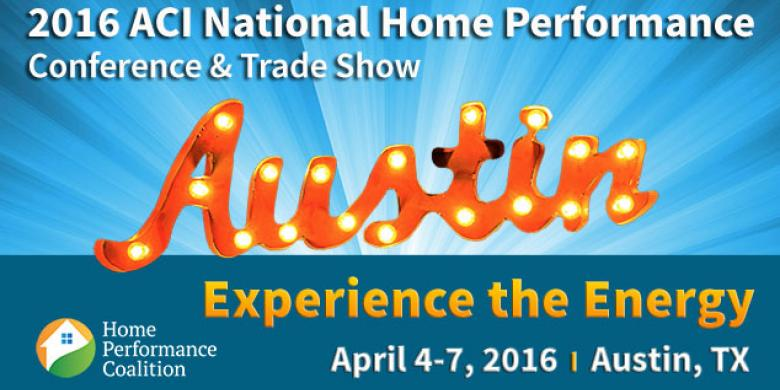 2016 ACI National Home Performance
Conference & Trade Show
Austin
Experience the Energy
Home
Performance
Coalition
April 4-7, 2016 | Austin, TX